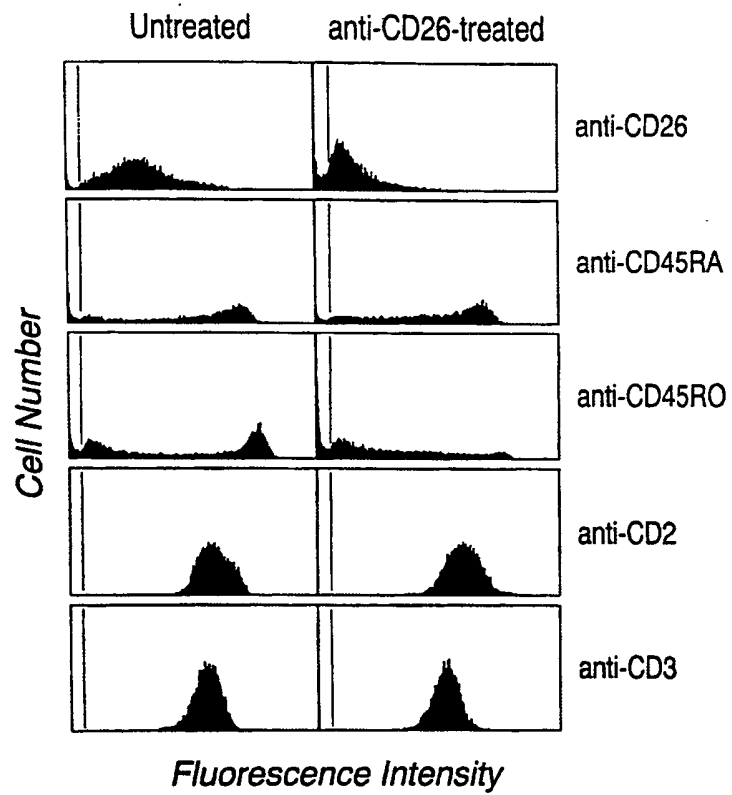 Untreated
anti-CD26-treated
anti-CD26
anti-CD45RA
anti-CD45RO
anti-CD2
anti-CD3
Cell Number
Fluorescence Intensity